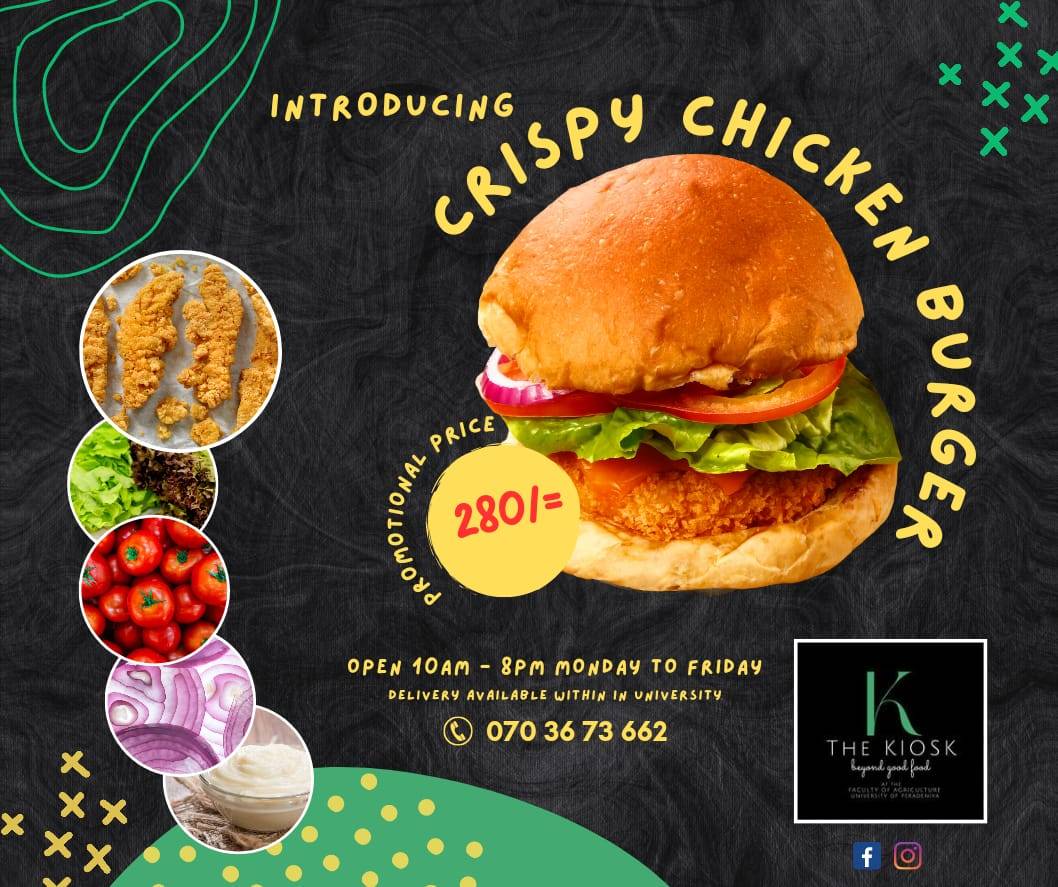 INTRODUCING
CRISPY CHICKEN BURGER
PROMOTIONAL PRICE
280/=
OPEN 10AM - 8PM MONDAY TO FRIDAY
DELIVERY AVAILABLE WITHIN IN UNIVERSITY
070 36 73 662
K
THE KIOSK
beyond good food
AT THE
FACULTY OF AGRICULTURE
UNIVERSITY OF PERADENIYA